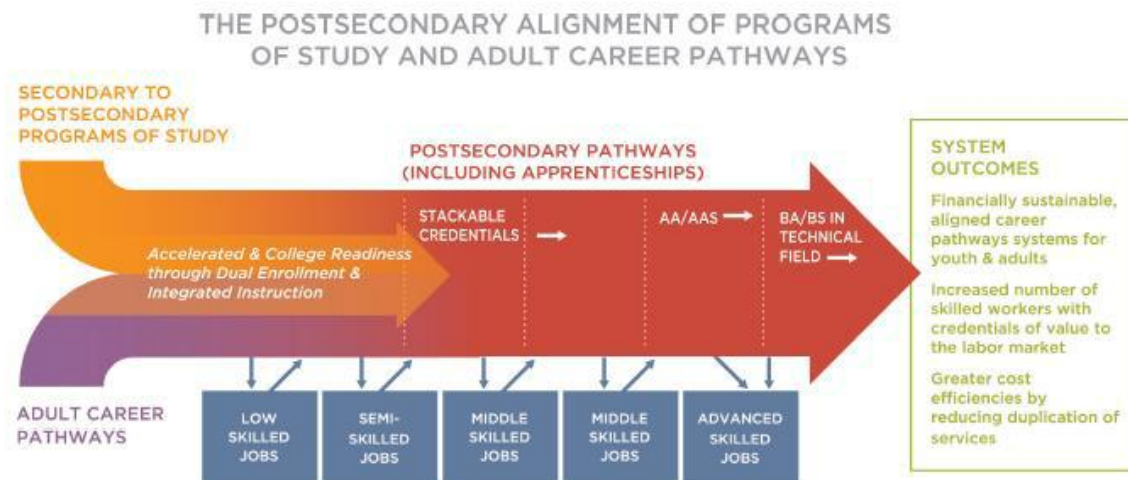 THE POSTSECONDARY ALIGNMENT OF PROGRAMS
OF STUDY AND ADULT CAREER PATHWAYS
SECONDARY TO
POSTSECONDARY
PROGRAMS OF STUDY
POSTSECONDARY PATHWAYS
(INCLUDING APPRENTICESHIPS)
Accelerated & College Readiness
through Dual Enrollment &
Integrated Instruction
STACKABLE
CREDENTIALS
AA/AAS
BA/BS IN
TECHNICAL
FIELD
ADULT CAREER
PATHWAYS
LOW
SKILLED
JOBS
SEMI-
SKILLED
JOBS
MIDDLE
SKILLED
JOBS
MIDDLE
SKILLED
JOBS
ADVANCED
SKILLED
JOBS
SYSTEM
OUTCOMES
Financially sustainable,
aligned career
pathways systems for
youth & adults
Increased number of
skilled workers with
credentials of value to
the labor market
Greater cost
efficiencies by
reducing duplication of
services